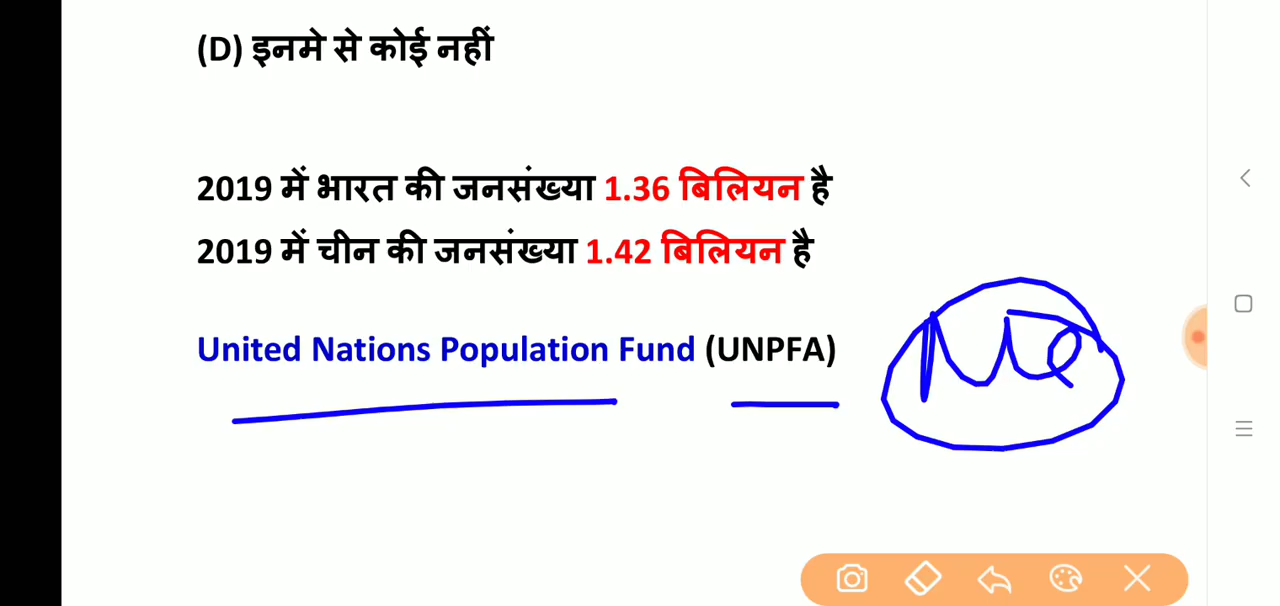 (D) इनमे से कोई नहीं
2019 में भारत की जनसंख्या 1.36 बिलियन है
2019 में चीन की जनसंख्या 1.42 बिलियन है
United Nations Population Fund (UNPFA)